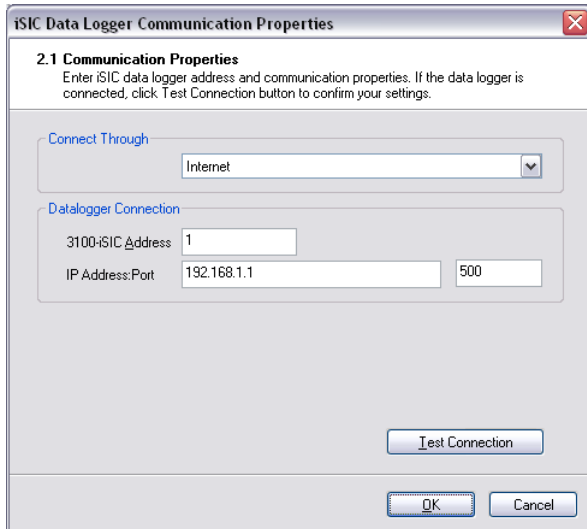 iSIC Data Logger Communication Properties
2.1 Communication Properties
Enter iSIC data logger address and communication properties. If the data logger is
connected, click Test Connection button to confirm your settings.
Connect Through
Internet
Datalogger Connection
3100-iSIC Address 1
IP Address:Port 192.168.1.1 500
Test Connection
OK Cancel